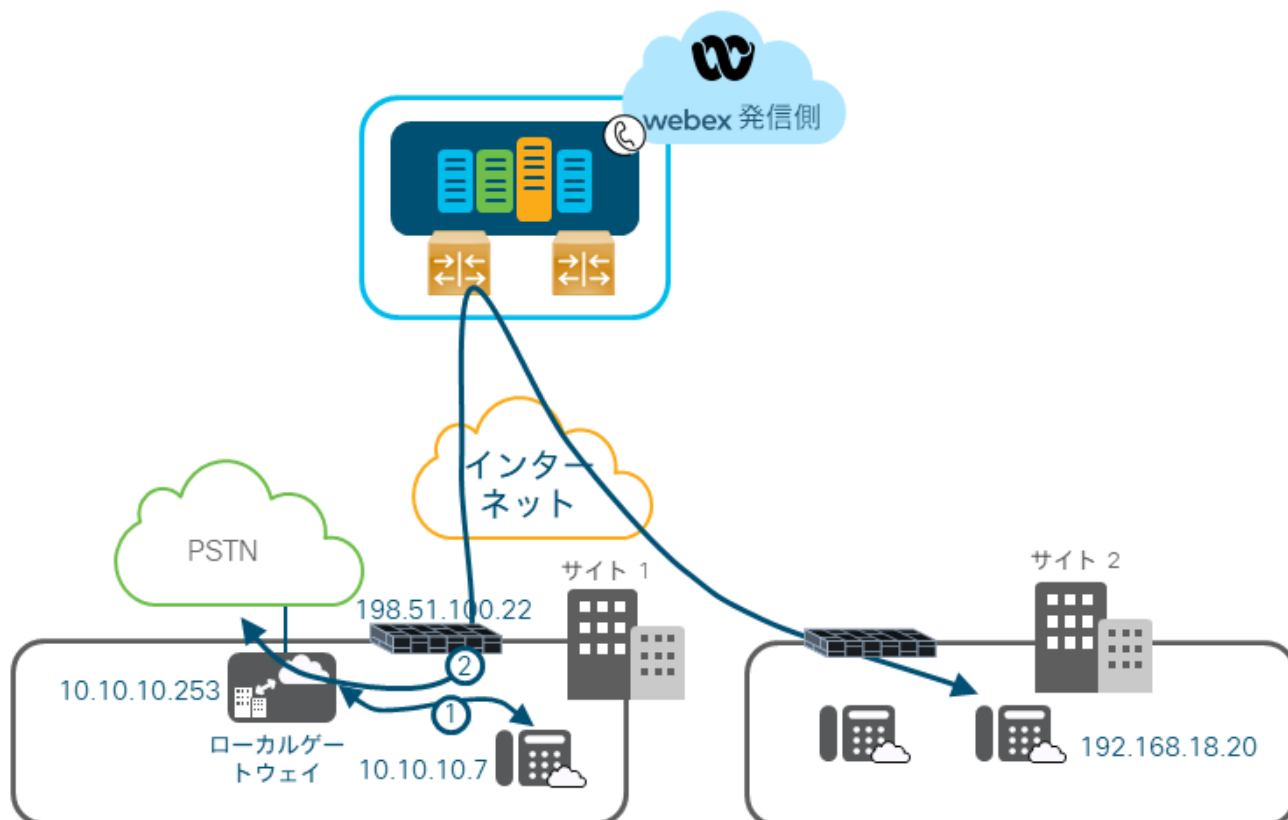 webex 発信側
インター
ネット
PSTN
サイト 1
サイト 2
198.51.100.22
10.10.10.253
②
①
ローカルゲー
トウェイ
10.10.10.7
192.168.18.20